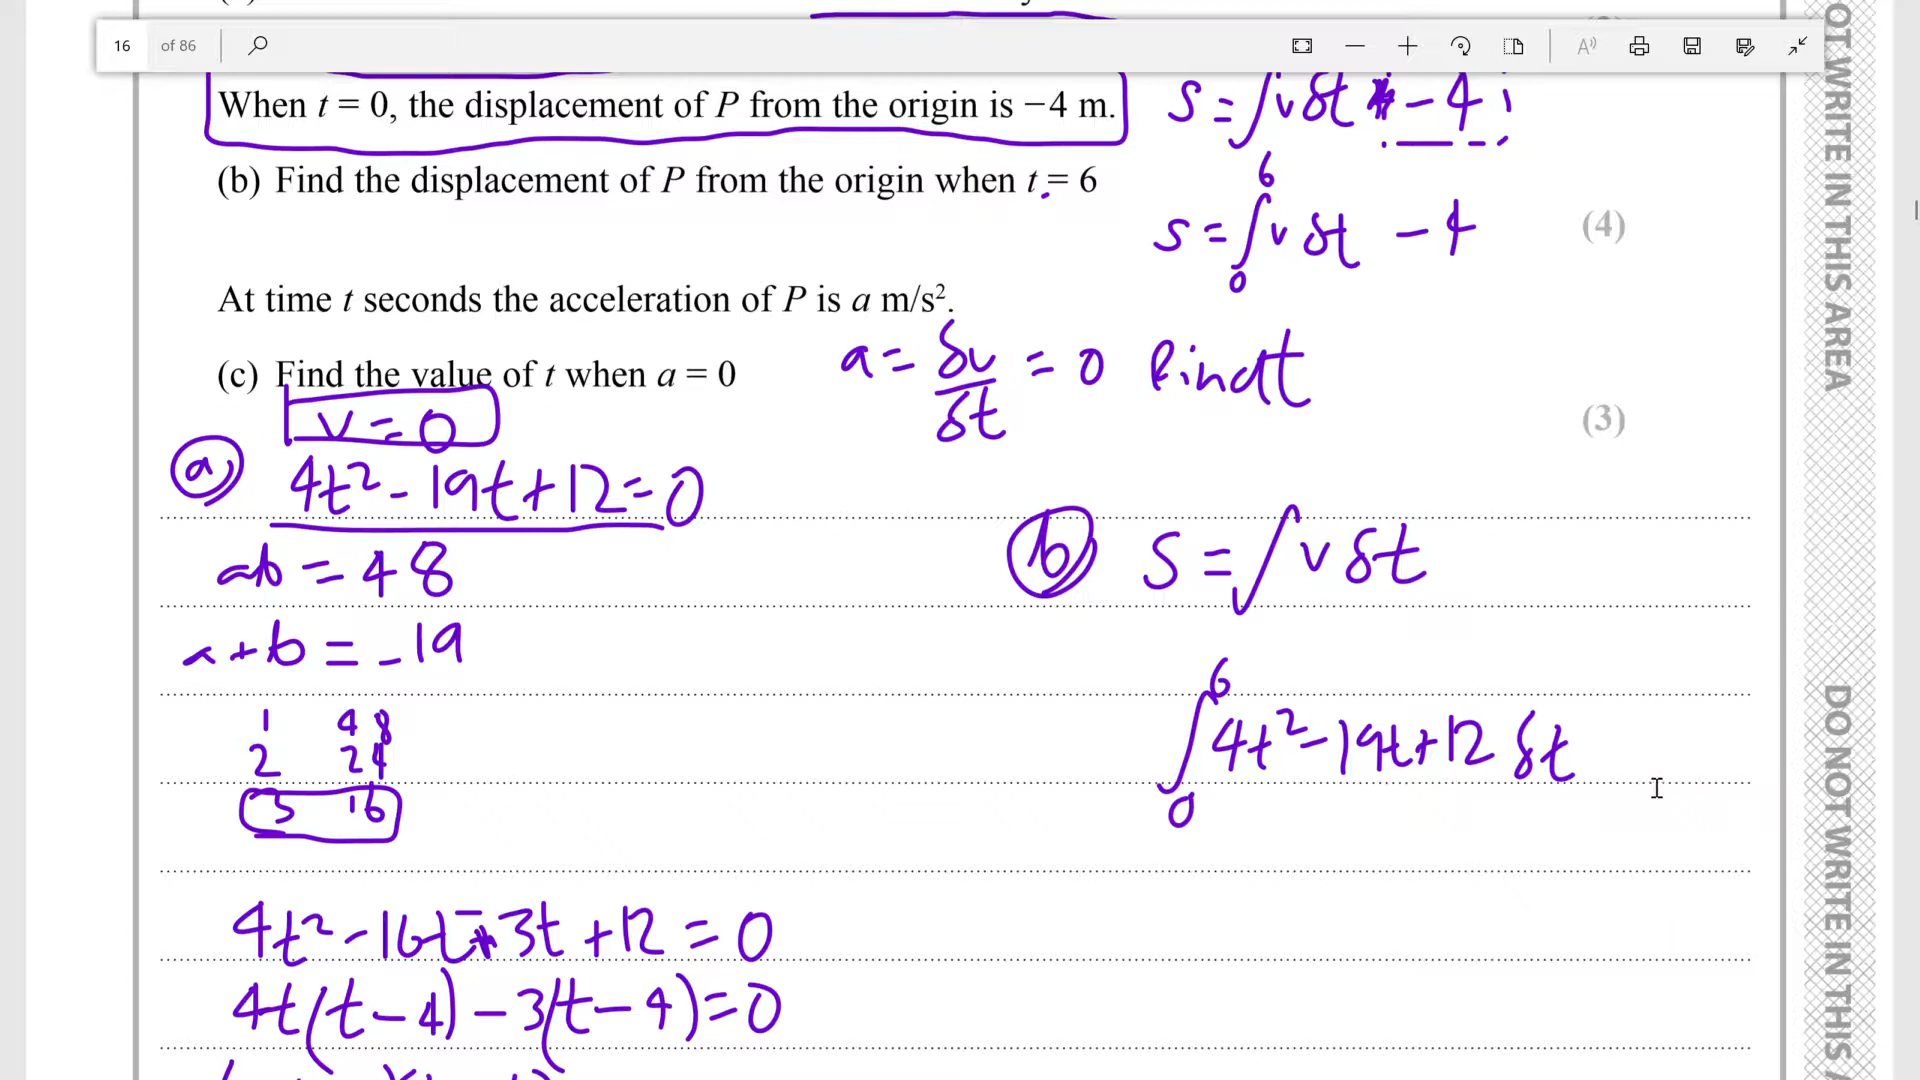 16 of 86
When t = 0, the displacement of P from the origin is −4 m.
s = ∫v δt − 4
(b) Find the displacement of P from the origin when t = 6
6
s = ∫v δt − 4
0
(4)
At time t seconds the acceleration of P is a m/s².
(c) Find the value of t when a = 0
a = δv/δt = 0 find t
(3)
v = 0
a)
4t² - 19t + 12 = 0
ab = 48
a + b = -19
1 48
2 24
3 16
4t² - 16t - 3t + 12 = 0
4t(t - 4) - 3(t - 4) = 0
b) S = ∫v δt
6
∫4t² - 19t + 12 δt
0
OT WRITE IN THIS AREA
DO NOT WRITE IN THIS